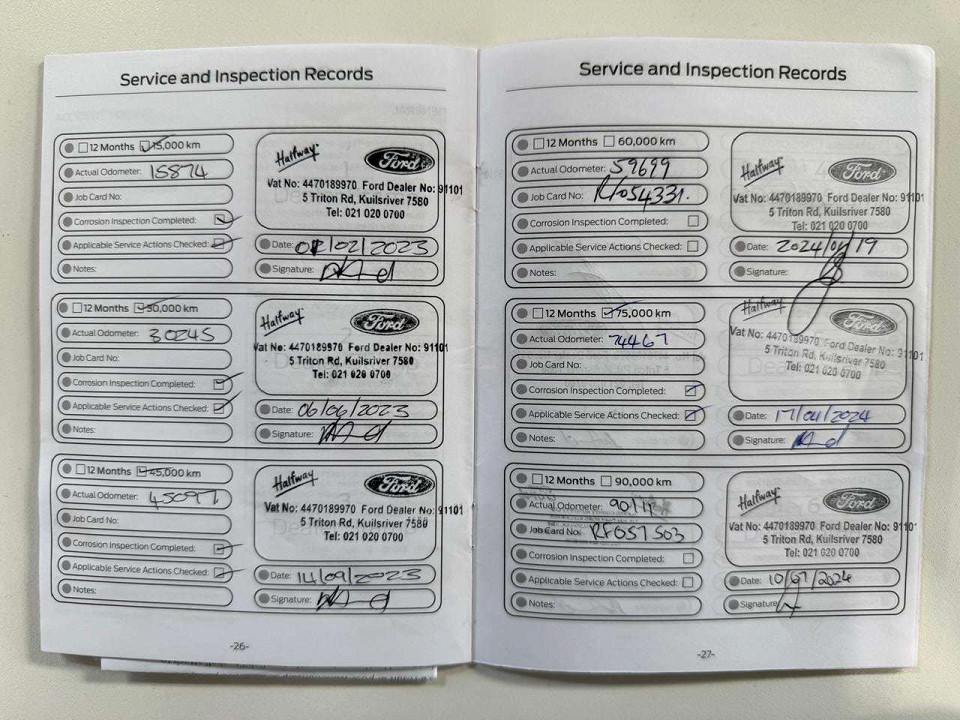 Service and Inspection Records
12 Months 15,000 km
Actual Odometer: 15874
Job Card No:
Corrosion Inspection Completed:
Applicable Service Actions Checked:
Notes:
Halfway
Ford
Vat No: 4470189970 Ford Dealer No: 91101
5 Triton Rd, Kuilsriver 7580
Tel: 021 020 0700
Date: 01/02/2023
Signature:
12 Months 30,000 km
Actual Odometer: 30245
Job Card No:
Corrosion Inspection Completed:
Applicable Service Actions Checked:
Notes:
Halfway
Ford
Vat No: 4470189970 Ford Dealer No: 91101
5 Triton Rd, Kuilsriver 7580
Tel: 021 020 0700
Date: 06/06/2023
Signature:
12 Months 45,000 km
Actual Odometer: 45097
Job Card No:
Corrosion Inspection Completed:
Applicable Service Actions Checked:
Notes:
Halfway
Ford
Vat No: 4470189970 Ford Dealer No: 91101
5 Triton Rd, Kuilsriver 7580
Tel: 021 020 0700
Date: 14/09/2023
Signature:
-26-
Service and Inspection Records
12 Months 60,000 km
Actual Odometer: 59699
Job Card No: RF054331.
Corrosion Inspection Completed:
Applicable Service Actions Checked:
Notes:
Halfway
Ford
Vat No: 4470189970 Ford Dealer No: 91101
5 Triton Rd, Kuilsriver 7580
Tel: 021 020 0700
Date: 2024/01/19
Signature:
12 Months 75,000 km
Actual Odometer: 74467
Job Card No:
Corrosion Inspection Completed:
Applicable Service Actions Checked:
Notes:
Halfway
Ford
Vat No: 4470189970 Ford Dealer No: 91101
5 Triton Rd, Kuilsriver 7580
Tel: 021 020 0700
Date: 17/04/2024
Signature:
12 Months 90,000 km
Actual Odometer:
Job Card No: RF057503
Corrosion Inspection Completed:
Applicable Service Actions Checked:
Notes:
Halfway
Ford
Vat No: 4470189970 Ford Dealer No: 91101
5 Triton Rd, Kuilsriver 7580
Tel: 021 020 0700
Date: 10/07/2024
Signature:
-27-